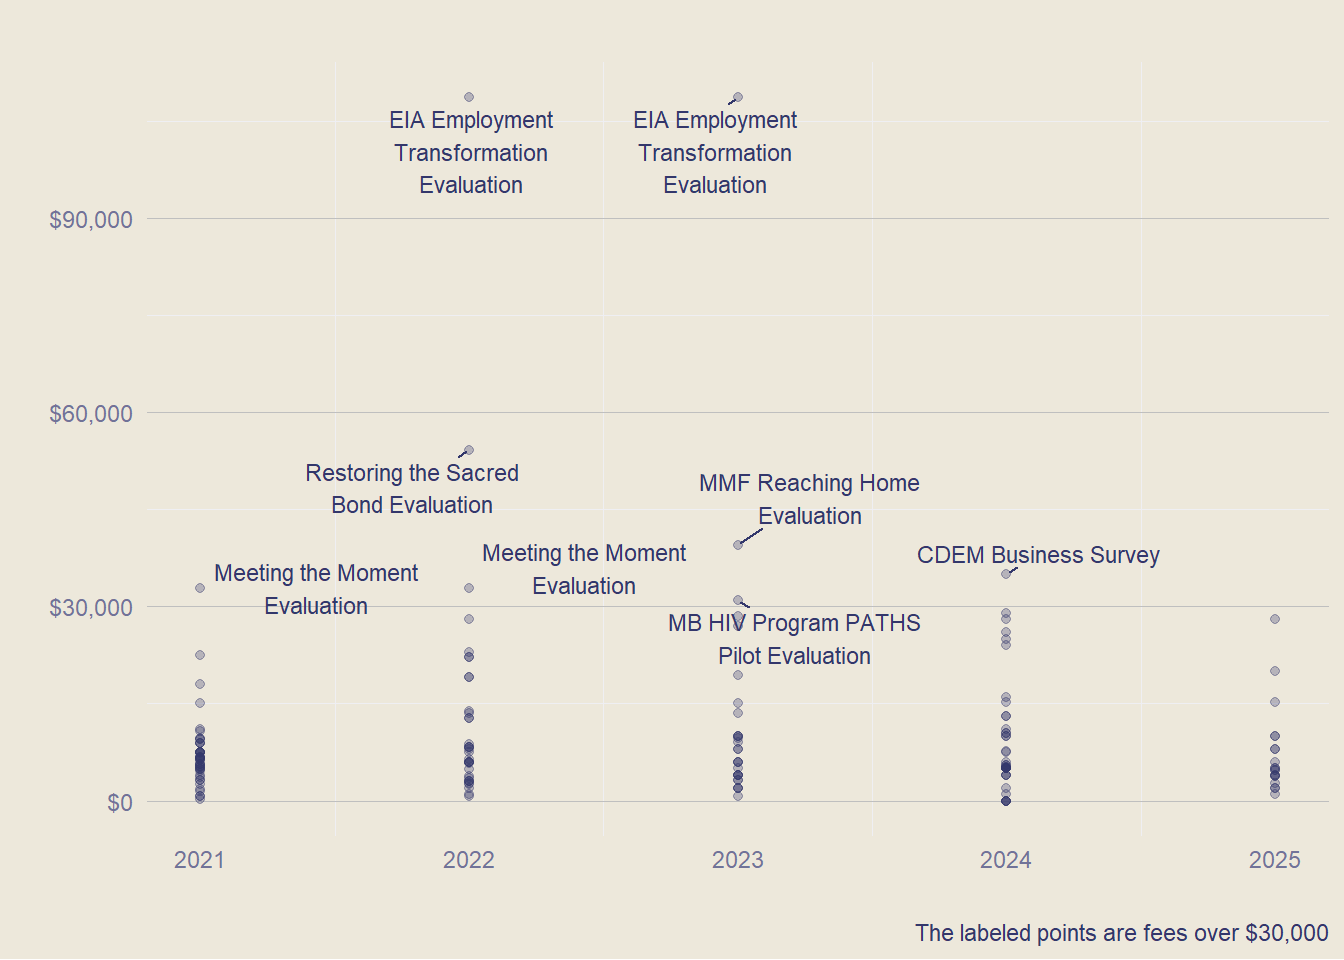 EIA Employment
Transformation
Evaluation
EIA Employment
Transformation
Evaluation
$90,000
$60,000
Restoring the Sacred
Bond Evaluation
MMF Reaching Home
Evaluation
Meeting the Moment
Evaluation
CDEM Business Survey
Meeting the Moment
Evaluation
$30,000
MB HIV Program PATHS
Pilot Evaluation
$0
2021
2022
2023
2024
2025
The labeled points are fees over $30,000